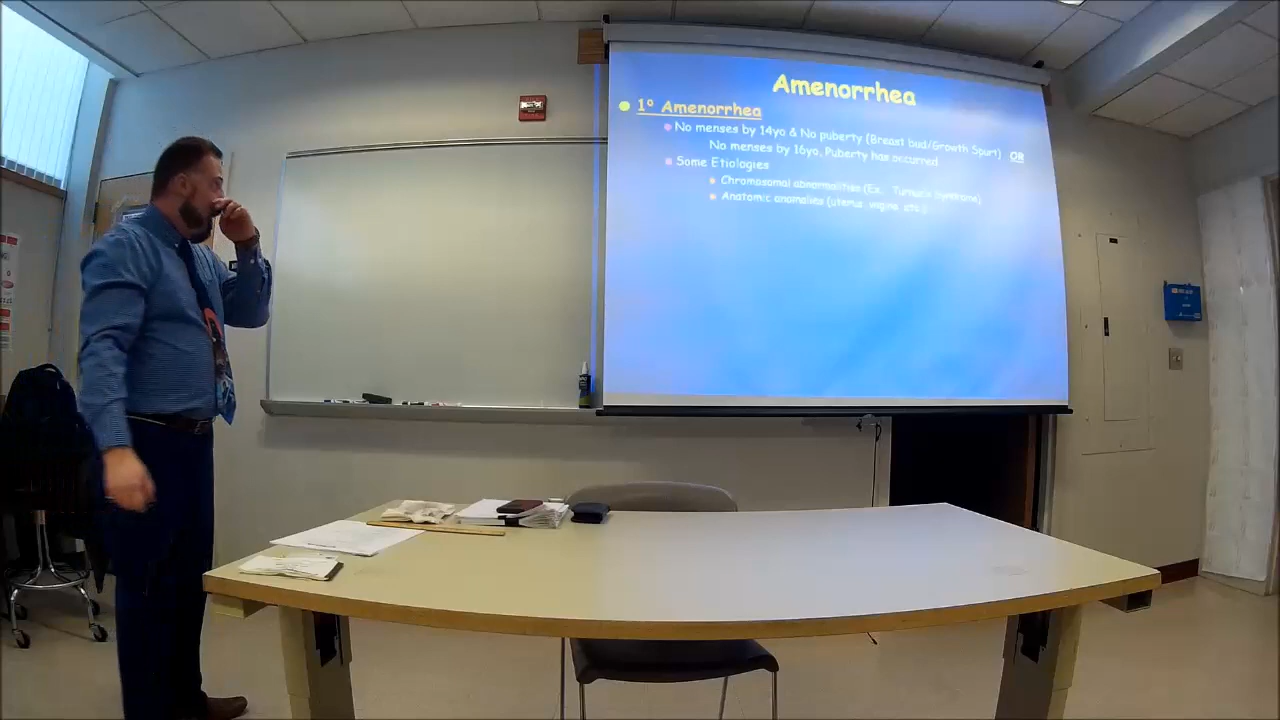 Amenorrhea
1° Amenorrhea
No menses by 14yo & No puberty (Breast bud/Growth Spurt) OR
No menses by 16yo, Puberty has occurred
Some Etiologies
Chromosomal abnormalities (Ex. Turner's Syndrome)
Anatomic anomalies (uterus, vagina, etc.)